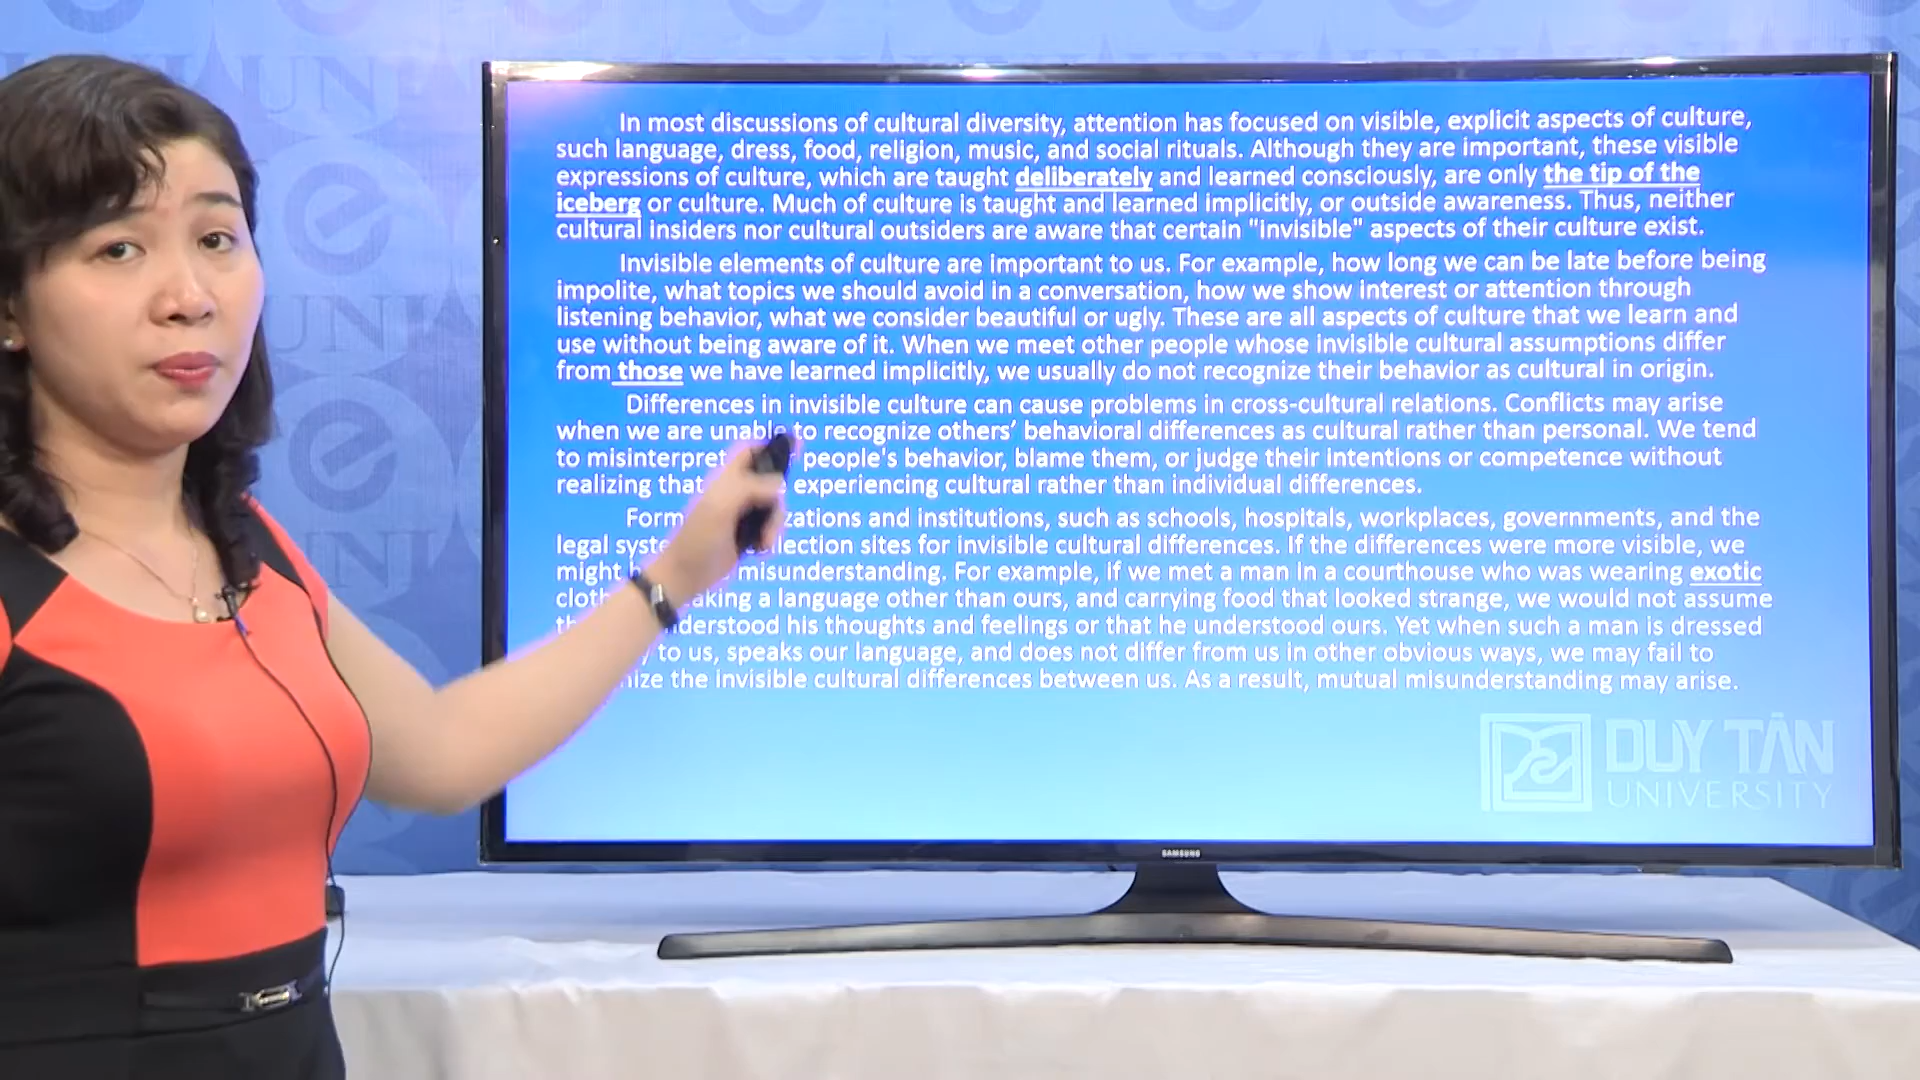 In most discussions of cultural diversity, attention has focused on visible, explicit aspects of culture,
such language, dress, food, religion, music, and social rituals. Although they are important, these visible
expressions of culture, which are taught deliberately and learned consciously, are only the tip of the
iceberg or culture. Much of culture is taught and learned implicitly, or outside awareness. Thus, neither
cultural insiders nor cultural outsiders are aware that certain "invisible" aspects of their culture exist.
Invisible elements of culture are important to us. For example, how long we can be late before being
impolite, what topics we should avoid in a conversation, how we show interest or attention through
listening behavior, what we consider beautiful or ugly. These are all aspects of culture that we learn and
use without being aware of it. When we meet other people whose invisible cultural assumptions differ
from those we have learned implicitly, we usually do not recognize their behavior as cultural in origin.
Differences in invisible culture can cause problems in cross-cultural relations. Conflicts may arise
when we are unable to recognize others’ behavioral differences as cultural rather than personal. We tend
to misinterpret people's behavior, blame them, or judge their intentions or competence without
realizing that experiencing cultural rather than individual differences.
and institutions, such as schools, hospitals, workplaces, governments, and the
legal sites for invisible cultural differences. If the differences were more visible, we
might misunderstanding. For example, if we met a man in a courthouse who was wearing exotic
a language other than ours, and carrying food that looked strange, we would not assume
his thoughts and feelings or that he understood ours. Yet when such a man is dressed
to us, speaks our language, and does not differ from us in other obvious ways, we may fail to
the invisible cultural differences between us. As a result, mutual misunderstanding may arise.
DUY TÂN
UNIVERSITY
SAMSUNG